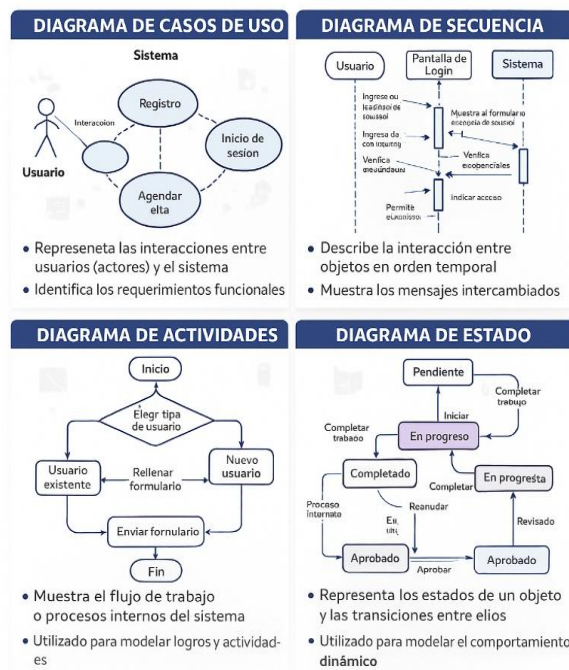 DIAGRAMA DE CASOS DE USO
Sistema
Registro
Interacoion
Inicio de
sesíon
Usuario
Agendar
elta
• Represeneta las interacciones entre
usuarios (actores) y el sistema
• Identifica los requerimientos funcionales
DIAGRAMA DE SECUENCIA
Usuario
Pantalla de
Login
Sistema
Ingrese ou
Muestra al formulario
Ingresa da
Verifica
Verifica
Indicar acceso
Permite
• Describe la interacción entre
objetos en orden temporal
• Muestra los mensajes intercambiados
DIAGRAMA DE ACTIVIDADES
Inicio
Elegr tipa
de usuario
Usuario
existente
Rellenar
formulario
Nuevo
usuario
Enviar fornulario
Fin
• Muestra el flujo de trabajo
o procesos internos del sistema
• Utilizado para modelar logros y actividad-
es
DIAGRAMA DE ESTADO
Pendiente
Completar
trabajo
Iniciar
Completar
trabado
En progreso
Completado
En progresta
Completar
Proceso
Reanudar
Revisado
Aprobado
Aprobar
Aprobado
• Representa los estados de un objeto
y las transiciones entre elios
• Utilizado para modelar el comportamiento
dinámico